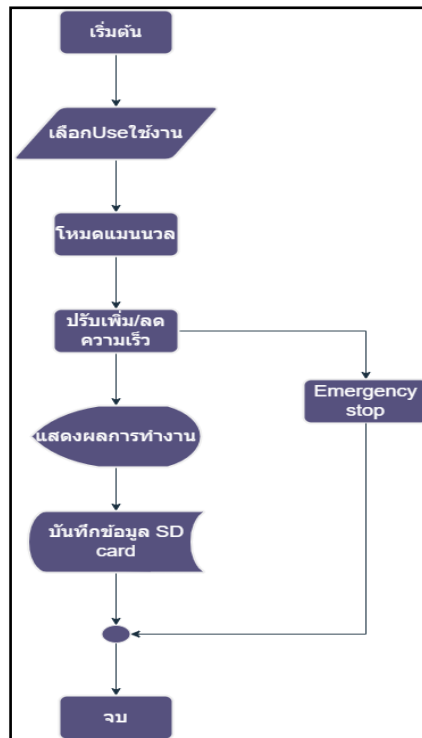 เริ่มต้น
เลือกUseใช้งาน
โหมดแมนนวล
ปรับเพิ่ม/ลด
ความเร็ว
Emergency
stop
แสดงผลการทำงาน
บันทึกข้อมูล SD
card
จบ